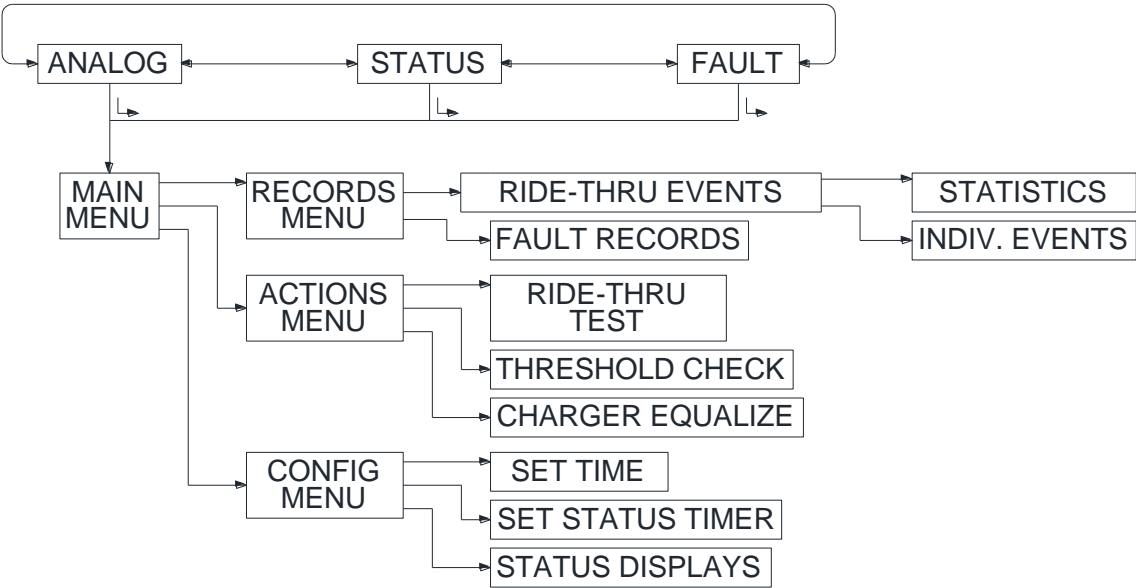 ANALOG
STATUS
FAULT
MAIN
MENU
RECORDS
MENU
RIDE-THRU EVENTS
STATISTICS
FAULT RECORDS
INDIV. EVENTS
ACTIONS
MENU
RIDE-THRU
TEST
THRESHOLD CHECK
CHARGER EQUALIZE
CONFIG
MENU
SET TIME
SET STATUS TIMER
STATUS DISPLAYS